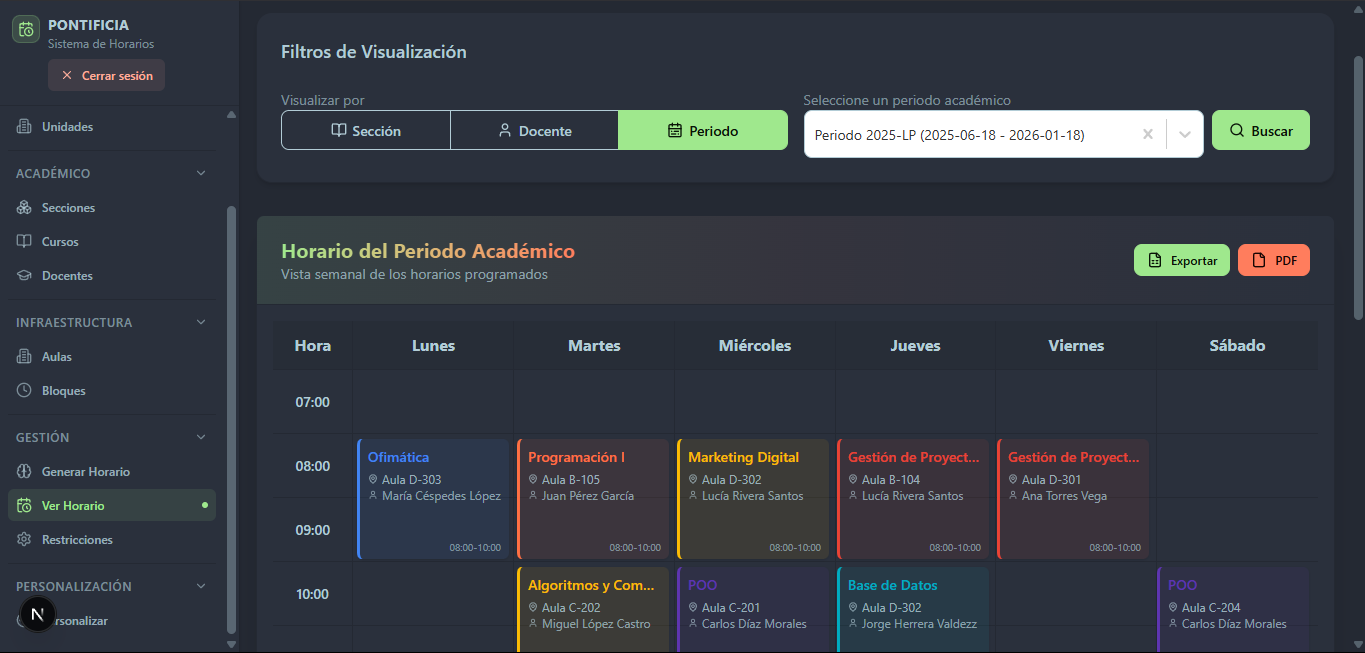 PONTIFICIA
Sistema de Horarios
Cerrar sesión
Unidades
ACADÉMICO
Secciones
Cursos
Docentes
INFRAESTRUCTURA
Aulas
Bloques
GESTIÓN
Generar Horario
Ver Horario
Restricciones
PERSONALIZACIÓN
N
rsonalizar
Filtros de Visualización
Visualizar por
Sección
Docente
Periodo
Seleccione un periodo académico
Periodo 2025-LP (2025-06-18 - 2026-01-18)
Buscar
Horario del Periodo Académico
Vista semanal de los horarios programados
Exportar
PDF
Hora Lunes Martes Miércoles Jueves Viernes Sábado
07:00
08:00
09:00
10:00
Ofimática
Aula D-303
María Céspedes López
08:00-10:00
Programación I
Aula B-105
Juan Pérez García
08:00-10:00
Marketing Digital
Aula D-302
Lucía Rivera Santos
08:00-10:00
Gestión de Proyect...
Aula B-104
Lucía Rivera Santos
08:00-10:00
Gestión de Proyect...
Aula D-301
Ana Torres Vega
08:00-10:00
Algoritmos y Com...
Aula C-202
Miguel López Castro
POO
Aula C-201
Carlos Díaz Morales
Base de Datos
Aula D-302
Jorge Herrera Valdezz
POO
Aula C-204
Carlos Díaz Morales